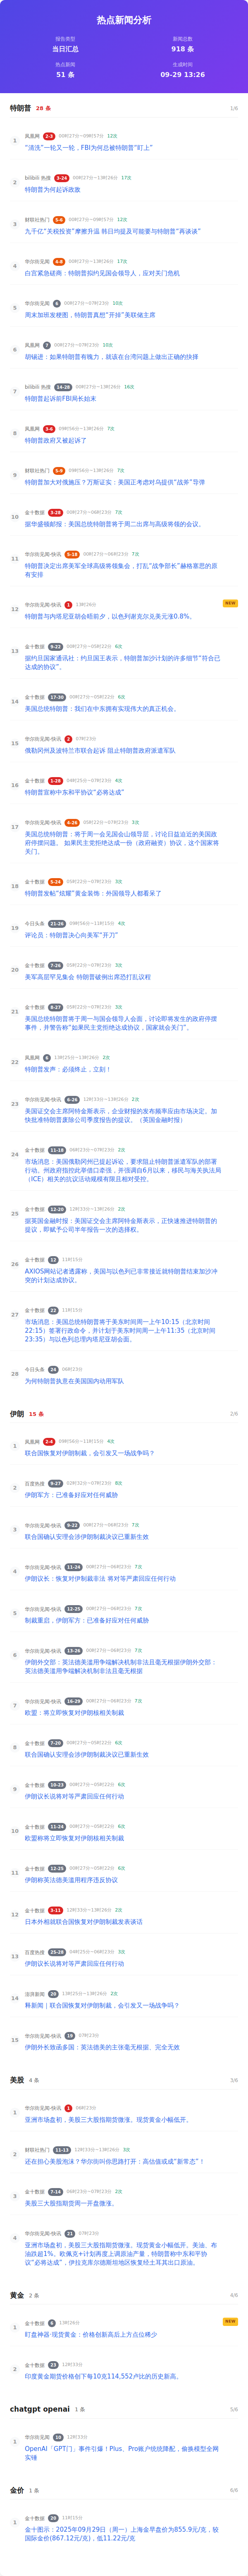 热点新闻分析
报告类型
当日汇总
新闻总数
918 条
热点新闻
51 条
生成时间
09-29 13:26
特朗普 28 条 1/6
1 凤凰网 2-3 00时27分~09时57分 12次
“清洗”一轮又一轮，FBI为何总被特朗普“盯上”
2 bilibili 热搜 3-24 00时27分~13时26分 17次
特朗普为何起诉政敌
3 财联社热门 5-6 00时27分~09时57分 12次
九千亿“关税投资”摩擦升温 韩日均提及可能要与特朗普“再谈谈”
4 华尔街见闻 4-8 00时27分~13时26分 17次
白宫紧急磋商：特朗普拟约见国会领导人，应对关门危机
5 华尔街见闻 6 00时27分~07时23分 10次
周末加班发梗图，特朗普真想“开掉”美联储主席
6 凤凰网 7 00时27分~07时23分 10次
胡锡进：如果特朗普有魄力，就该在台湾问题上做出正确的抉择
7 bilibili 热搜 14-28 00时27分~13时26分 16次
特朗普起诉前FBI局长始末
8 凤凰网 3-6 09时56分~13时26分 7次
特朗普政府又被起诉了
9 财联社热门 5-9 09时56分~13时26分 7次
特朗普加大对俄施压？万斯证实：美国正考虑对乌提供“战斧”导弹
10 金十数据 3-28 00时27分~06时23分 7次
据华盛顿邮报：美国总统特朗普将于周二出席与高级将领的会议。
11 华尔街见闻-快讯 5-18 00时27分~06时23分 7次
特朗普决定出席美军全球高级将领集会，打乱“战争部长”赫格塞思的原
有安排
12 华尔街见闻-快讯 1 13时26分 NEW
特朗普与内塔尼亚胡会晤前夕，以色列谢克尔兑美元涨0.8%。
13 金十数据 9-23 00时27分~05时22分 6次
据约旦国家通讯社：约旦国王表示，特朗普加沙计划的许多细节“符合已
达成的协议”。
14 金十数据 17-30 00时27分~05时22分 6次
美国总统特朗普：我们在中东拥有实现伟大的真正机会。
15 华尔街见闻-快讯 2 07时23分
俄勒冈州及波特兰市联合起诉 阻止特朗普政府派遣军队
16 金十数据 1-29 04时25分~07时23分 4次
特朗普宣称中东和平协议“必将达成”
17 华尔街见闻-快讯 4-26 05时22分~07时23分 3次
美国总统特朗普：将于周一会见国会山领导层，讨论日益迫近的美国政
府停摆问题。 如果民主党拒绝达成一份（政府融资）协议，这个国家将
关门。
18 金十数据 5-24 05时22分~07时23分 3次
特朗普发帖“炫耀”黄金装饰：外国领导人都看呆了
19 今日头条 21-26 09时56分~11时15分 4次
评论员：特朗普决心向美军“开刀”
20 金十数据 7-26 05时22分~07时23分 3次
美军高层罕见集会 特朗普破例出席恐打乱议程
21 金十数据 8-27 05时22分~07时23分 3次
美国总统特朗普将于周一与国会领导人会面，讨论即将发生的政府停摆
事件，并警告称“如果民主党拒绝达成协议，国家就会关门”。
22 凤凰网 6 13时25分~13时26分 2次
特朗普发声：必须终止，立刻！
23 华尔街见闻-快讯 6-26 12时33分~13时26分 2次
美国证交会主席阿特金斯表示，企业财报的发布频率应由市场决定。加
快批准特朗普废除公司季度报告的提议。（英国金融时报）
24 金十数据 11-18 06时23分~07时23分 2次
市场消息：美国俄勒冈州已提起诉讼，要求阻止特朗普派遣军队的部署
行动。州政府指控此举借口牵强，并强调自6月以来，移民与海关执法局
（ICE）相关的抗议活动规模有限且相对受控。
25 金十数据 12-20 12时33分~13时26分 2次
据英国金融时报：美国证交会主席阿特金斯表示，正快速推进特朗普的
提议，即赋予公司半年报告一次的选择权。
26 金十数据 12 11时15分
AXIOS网站记者透露称，美国与以色列已非常接近就特朗普结束加沙冲
突的计划达成协议。
27 金十数据 22 11时15分
市场消息：美国总统特朗普将于美东时间周一上午10:15（北京时间
22:15）签署行政命令，并计划于美东时间周一上午11:35（北京时间
23:35）与以色列总理内塔尼亚胡会面。
28 今日头条 24 06时23分
为何特朗普执意在美国国内动用军队
伊朗 15 条 2/6
1 凤凰网 2-4 09时56分~11时15分 4次
联合国恢复对伊朗制裁，会引发又一场战争吗？
2 百度热搜 9-27 02时32分~07时23分 8次
伊朗军方：已准备好应对任何威胁
3 华尔街见闻-快讯 9-22 00时27分~06时23分 7次
联合国确认安理会涉伊朗制裁决议已重新生效
4 华尔街见闻-快讯 11-24 00时27分~06时23分 7次
伊朗议长：恢复对伊制裁非法 将对等严肃回应任何行动
5 华尔街见闻-快讯 12-25 00时27分~06时23分 7次
制裁重启，伊朗军方：已准备好应对任何威胁
6 华尔街见闻-快讯 13-26 00时27分~06时23分 7次
伊朗外交部：英法德美滥用争端解决机制非法且毫无根据伊朗外交部：
英法德美滥用争端解决机制非法且毫无根据
7 华尔街见闻-快讯 16-29 00时27分~06时23分 7次
欧盟：将立即恢复对伊朗核相关制裁
8 金十数据 7-20 00时27分~05时22分 6次
联合国确认安理会涉伊朗制裁决议已重新生效
9 金十数据 10-23 00时27分~05时22分 6次
伊朗议长说将对等严肃回应任何行动
10 金十数据 11-24 00时27分~05时22分 6次
欧盟称将立即恢复对伊朗核相关制裁
11 金十数据 12-25 00时27分~05时22分 6次
伊朗称英法德美滥用程序违反协议
12 金十数据 3-11 12时33分~13时26分 2次
日本外相就联合国恢复对伊朗制裁发表谈话
13 百度热搜 25-28 04时25分~06时23分 3次
伊朗议长说将对等严肃回应任何行动
14 澎湃新闻 20 13时25分~13时26分 2次
释新闻｜联合国恢复对伊朗制裁，会引发又一场战争吗？
15 华尔街见闻-快讯 19 07时23分
伊朗外长致函多国：英法德美的主张毫无根据、完全无效
美股 4 条 3/6
1 华尔街见闻-快讯 1 06时23分
亚洲市场盘初，美股三大股指期货微涨。现货黄金小幅低开。
2 财联社热门 11-13 12时33分~13时26分 3次
还在担心美股泡沫？华尔街叫你思路打开：高估值或成“新常态”！
3 金十数据 7-14 06时23分~07时23分 2次
美股三大股指期货周一开盘微涨。
4 华尔街见闻-快讯 21 07时23分
亚洲市场盘初，美股三大股指期货微涨。现货黄金小幅低开。美油、布
油跌超1%。欧佩克+计划再度上调原油产量，特朗普称中东和平协
议“必将达成”，伊拉克库尔德斯坦地区恢复经土耳其出口原油。
黄金 2 条 4/6
1 金十数据 8 13时26分 NEW
盯盘神器·现货黄金：价格创新高后上方点位稀少
2 金十数据 23 12时33分
印度黄金期货价格创下每10克114,552卢比的历史新高。
chatgpt openai 1 条 5/6
1 华尔街见闻 10 12时33分
OpenAI「GPT门」事件引爆！Plus、Pro账户统统降配，偷换模型全网
实锤
金价 1 条 6/6
1 金十数据 20 11时15分
金十图示：2025年09月29日（周一）上海金早盘价为855.9元/克，较
国际金价(867.12元/克)，低11.22元/克